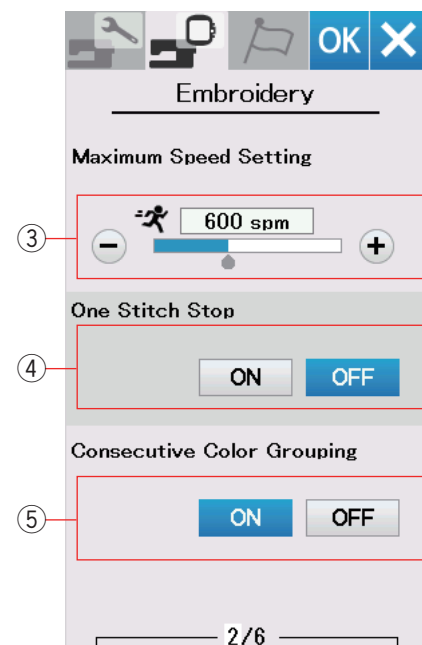 OK
Embroidery
Maximum Speed Setting
③
600 spm
One Stitch Stop
④
ON OFF
Consecutive Color Grouping
⑤
ON OFF
2/6